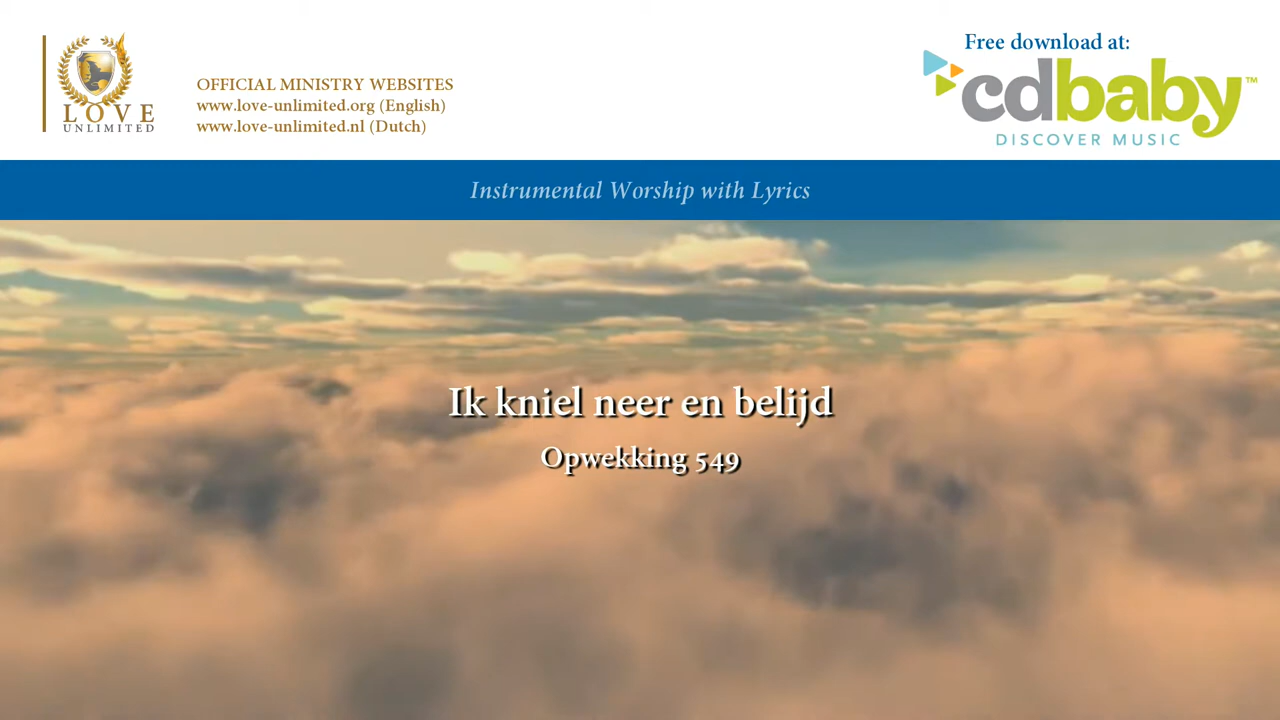 LOVE
UNLIMITED
OFFICIAL MINISTRY WEBSITES
www.love-unlimited.org (English)
www.love-unlimited.nl (Dutch)
Free download at:
cdbaby™
DISCOVER MUSIC
Instrumental Worship with Lyrics
Ik kniel neer en belijd
Opwekking 549